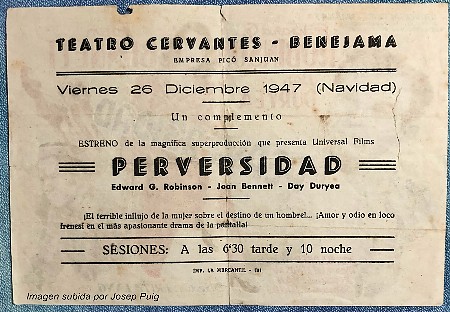 TEATRO CERVANTES - BENEJAMA
EMPRESA PICÓ SANJUAN
Viernes 26 Diciembre 1947 (Navidad)
Un complemento
ESTRENO de la magnífica superproducción que presenta Universal Films
PERVERSIDAD
Edward G. Robinson - Joan Bennett - Day Duryea
¡El terrible influjo de la mujer sobre el destino de un hombre!... ¡Amor y odio en loco
frenesí en el más apasionante drama de la pantalla!
SESIONES: A las 6'30 tarde y 10 noche
IMP. LA MERCANTIL -
Imagen subida por Josep Puig